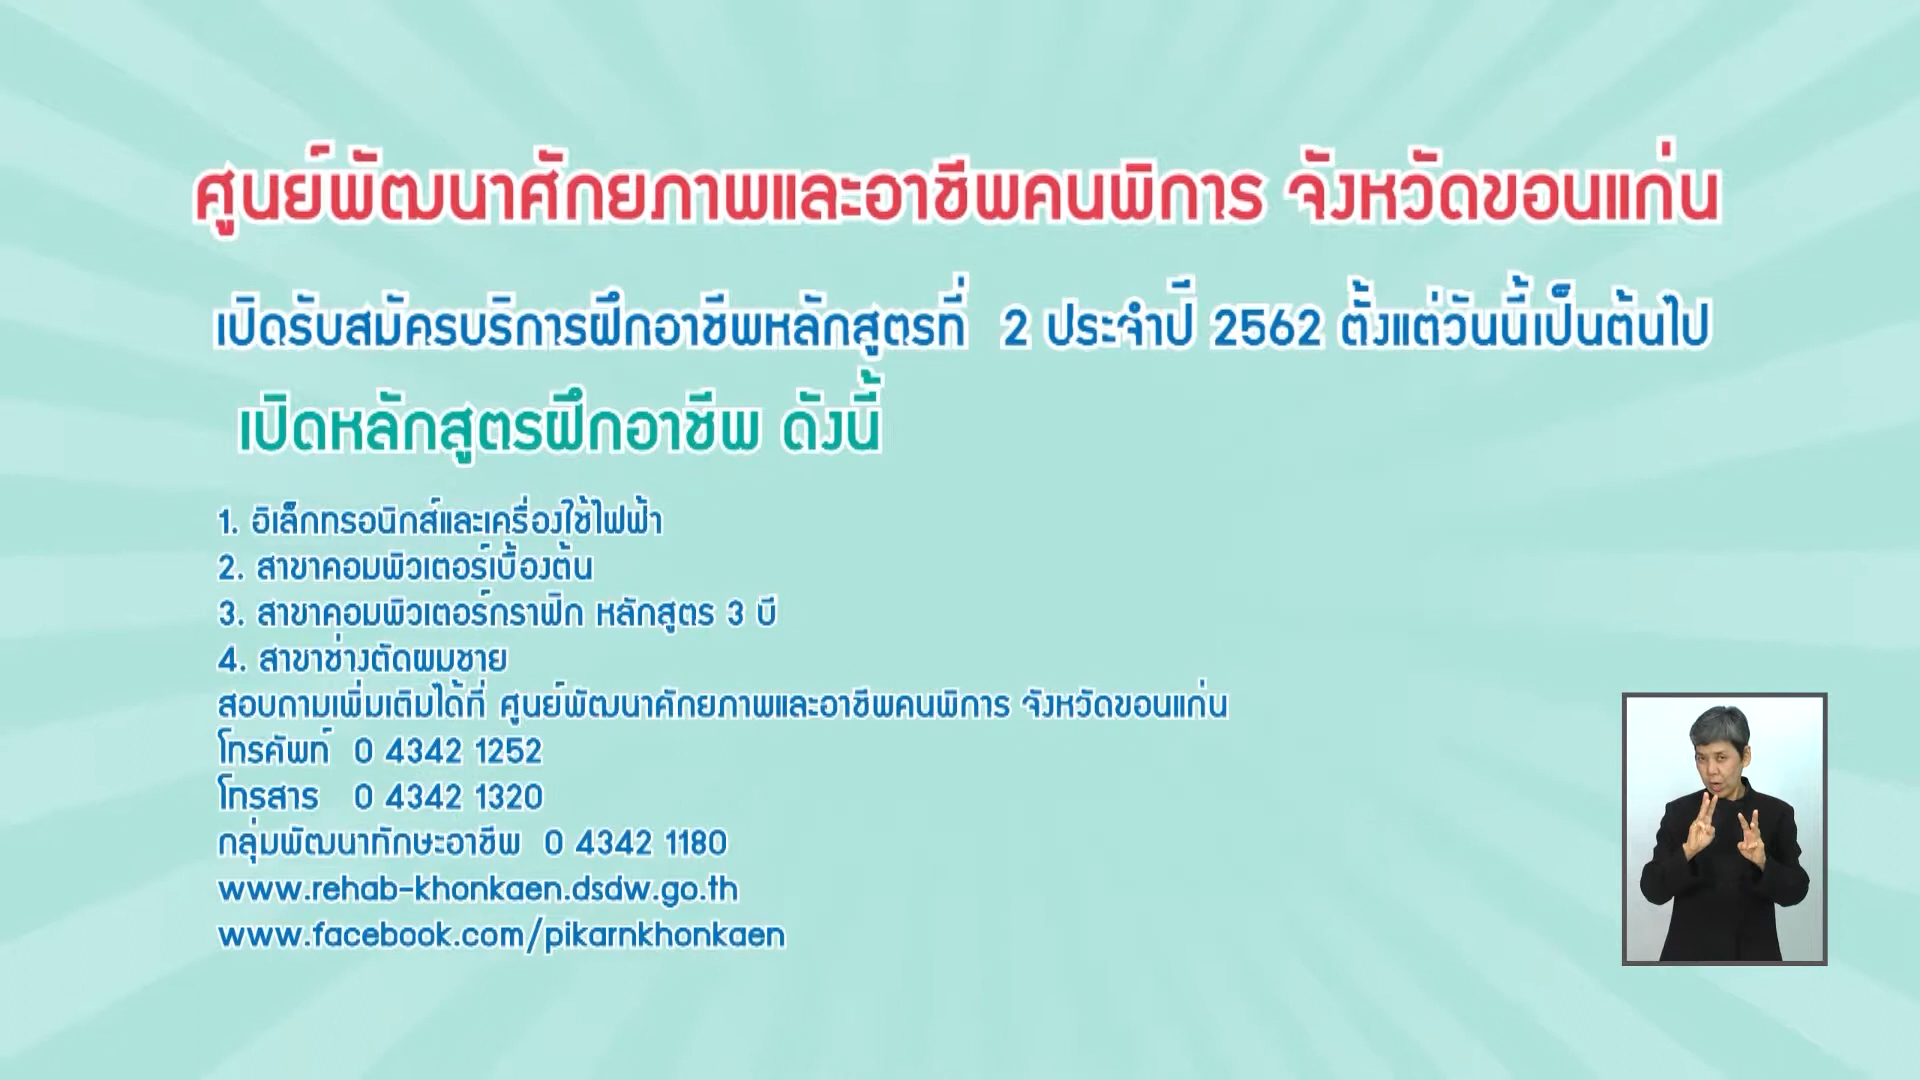 ศูนย์พัฒนาศักยภาพและอาชีพคนพิการ จังหวัดขอนแก่น
เปิดรับสมัครบริการฝึกอาชีพหลักสูตรที่ 2 ประจำปี 2562 ตั้งแต่วันนี้เป็นต้นไป
เปิดหลักสูตรฝึกอาชีพ ดังนี้
1. อิเล็กทรอนิกส์และเครื่องใช้ไฟฟ้า
2. สาขาคอมพิวเตอร์เบื้องต้น
3. สาขาคอมพิวเตอร์กราฟิก หลักสูตร 3 ปี
4. สาขาช่างตัดผมชาย
สอบถามเพิ่มเติมได้ที่ ศูนย์พัฒนาศักยภาพและอาชีพคนพิการ จังหวัดขอนแก่น
โทรศัพท์ 0 4342 1252
โทรสาร 0 4342 1320
กลุ่มพัฒนาทักษะอาชีพ 0 4342 1180
www.rehab-khonkaen.dsdw.go.th
www.facebook.com/pikarnkhonkaen